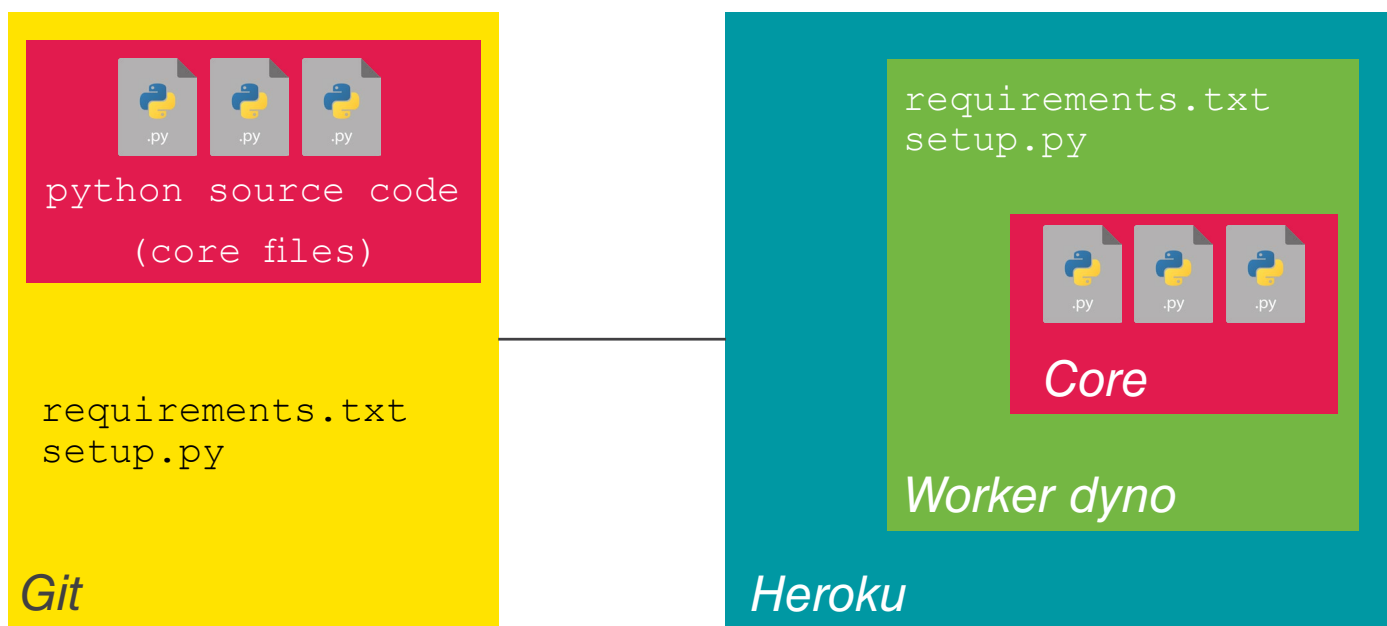 .py .py .py
python source code
(core files)
requirements.txt
setup.py
Git
requirements.txt
setup.py
.py .py .py
Core
Worker dyno
Heroku